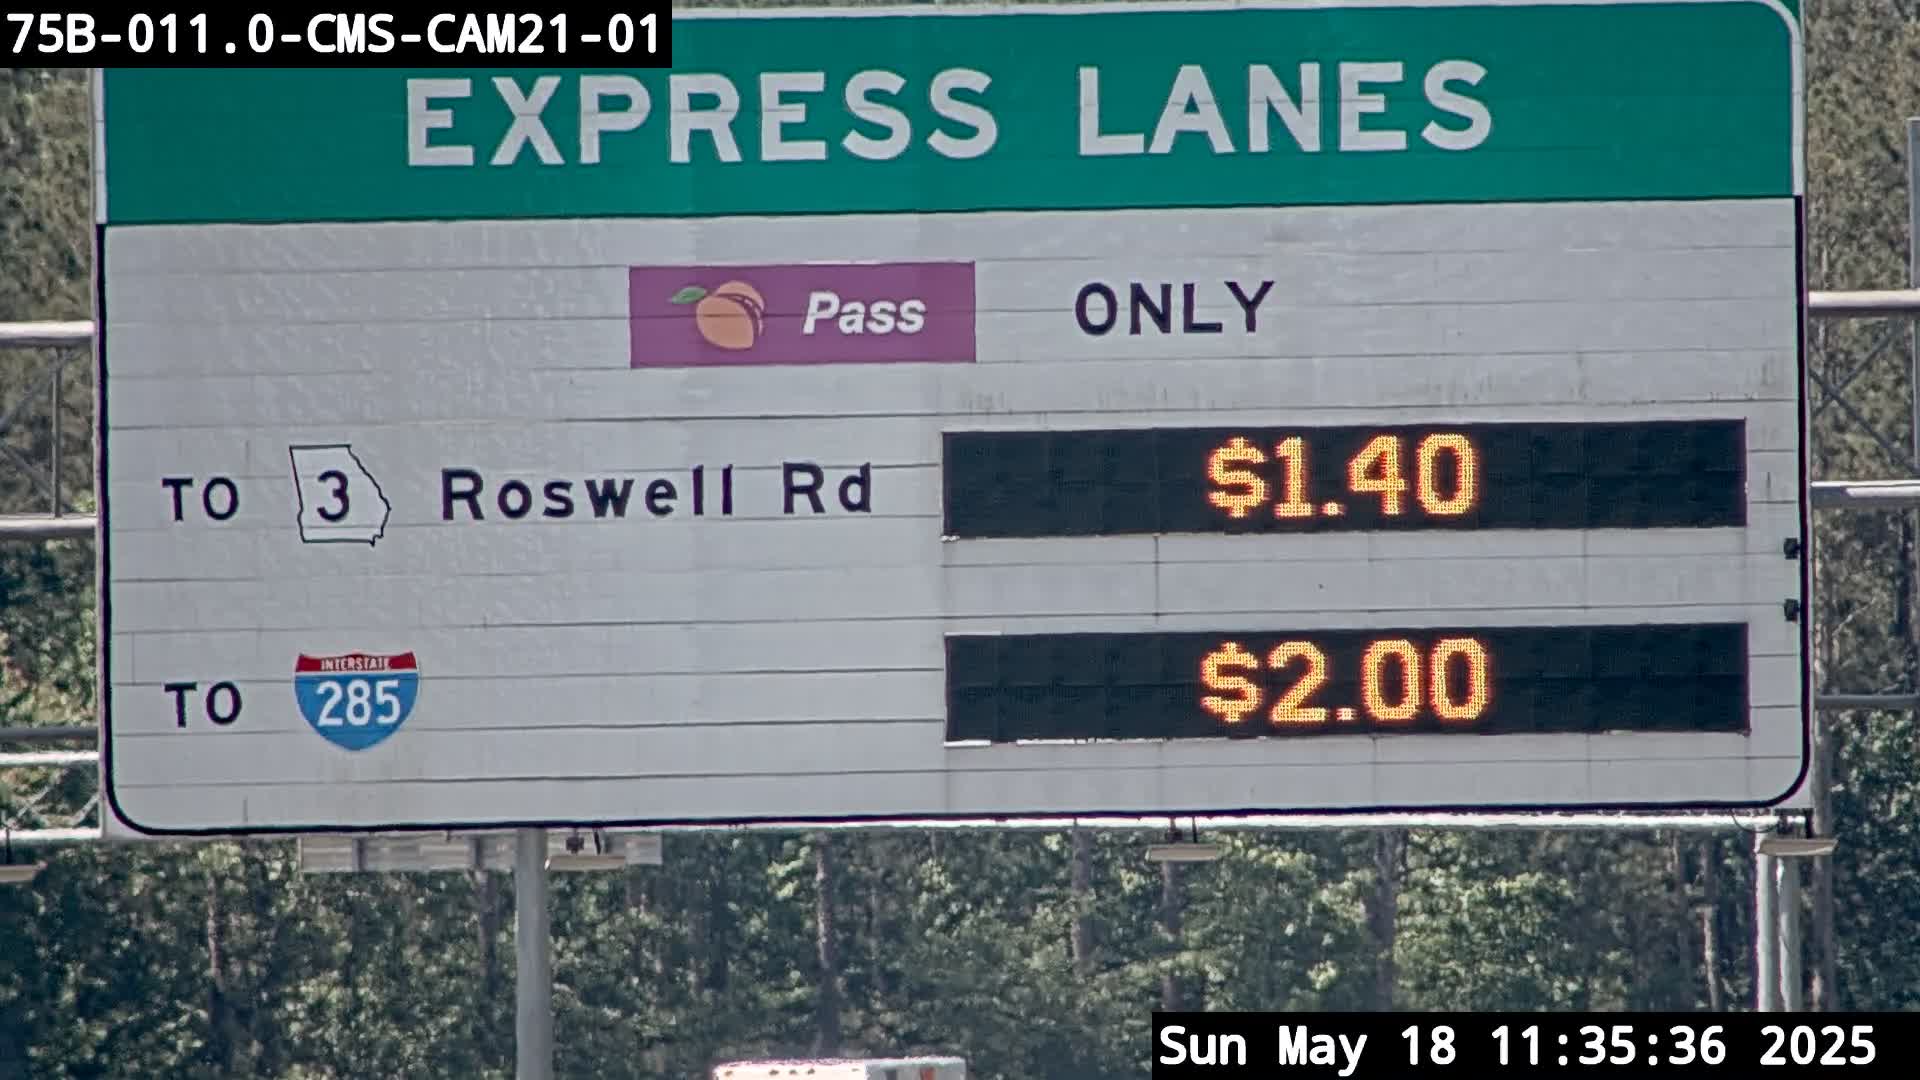 75B-011.0-CMS-CAM21-01
EXPRESS LANES
Pass ONLY
TO 3 Roswell Rd $1.40
TO INTERSTATE 285 $2.00
Sun May 18 11:35:36 2025